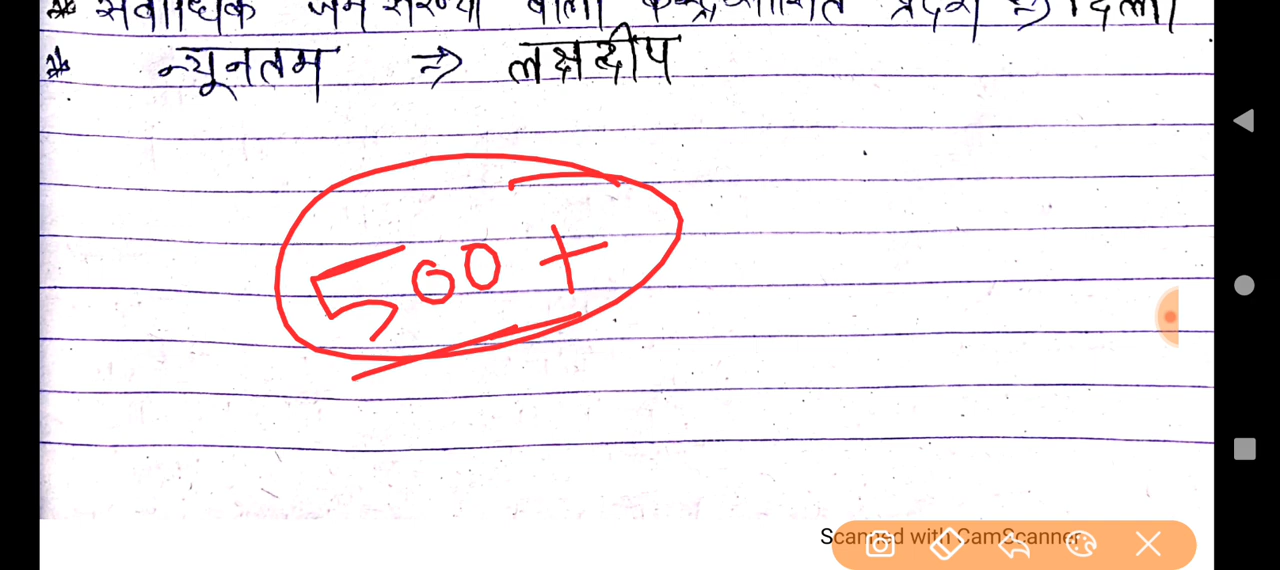 * सर्वाधिक जनसंख्या वाला केन्द्रशासित प्रदेश ⇒ दिल्ली
* न्यूनतम ⇒ लक्षद्वीप
500 +
Scanned with CamScanner